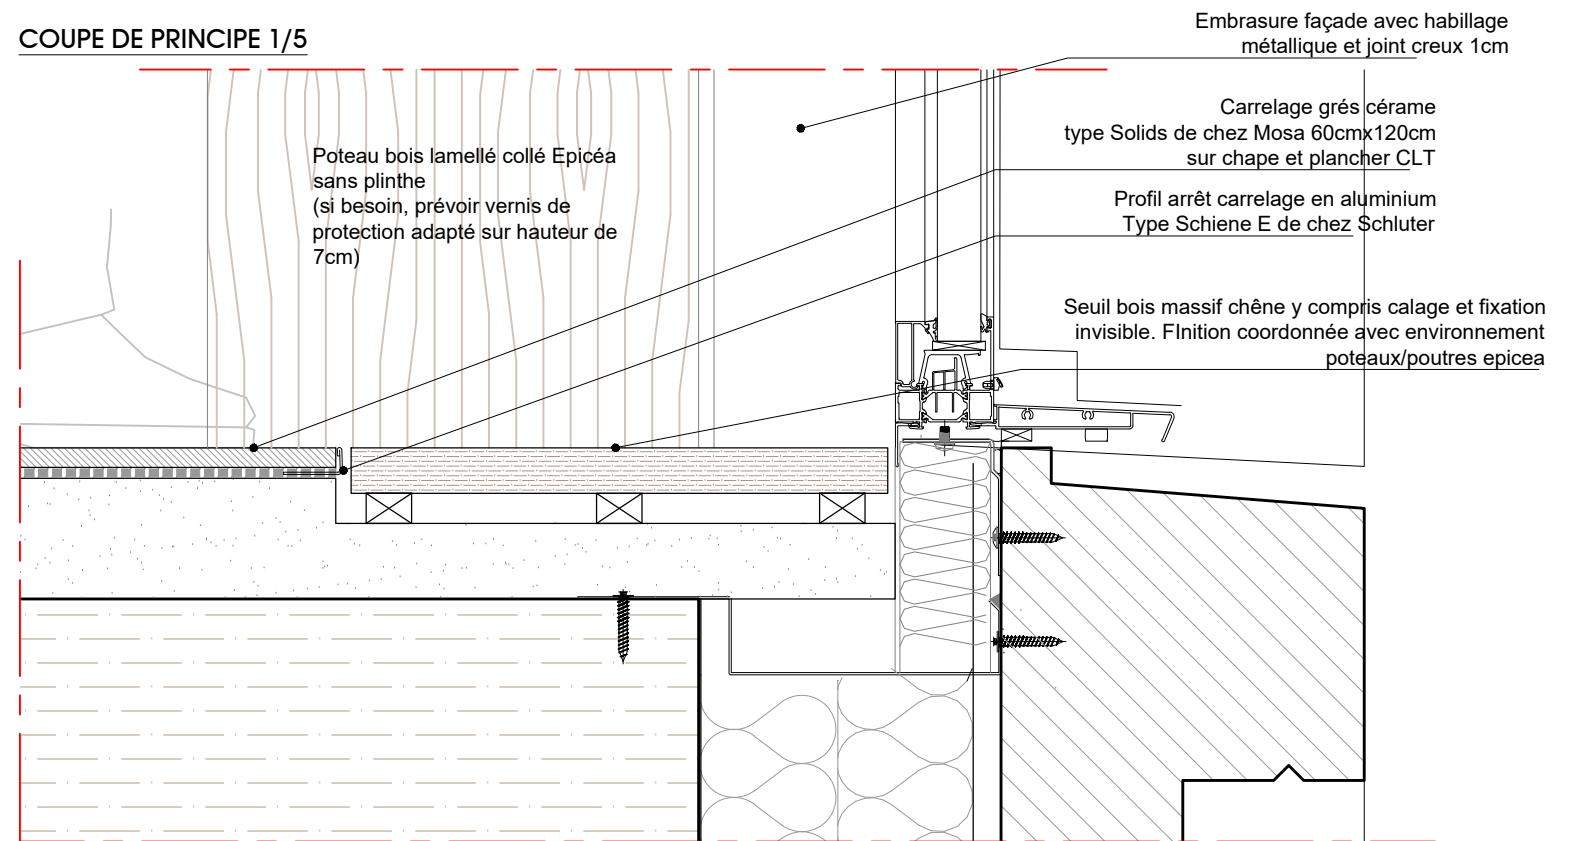 COUPE DE PRINCIPE 1/5
Embrasure façade avec habillage
métallique et joint creux 1cm
Carrelage grés cérame
type Solids de chez Mosa 60cmx120cm
sur chape et plancher CLT
Poteau bois lamellé collé Epicéa
sans plinthe
(si besoin, prévoir vernis de
protection adapté sur hauteur de
7cm)
Profil arrêt carrelage en aluminium
Type Schiene E de chez Schluter
Seuil bois massif chêne y compris calage et fixation
invisible. FInition coordonnée avec environnement
poteaux/poutres epicea